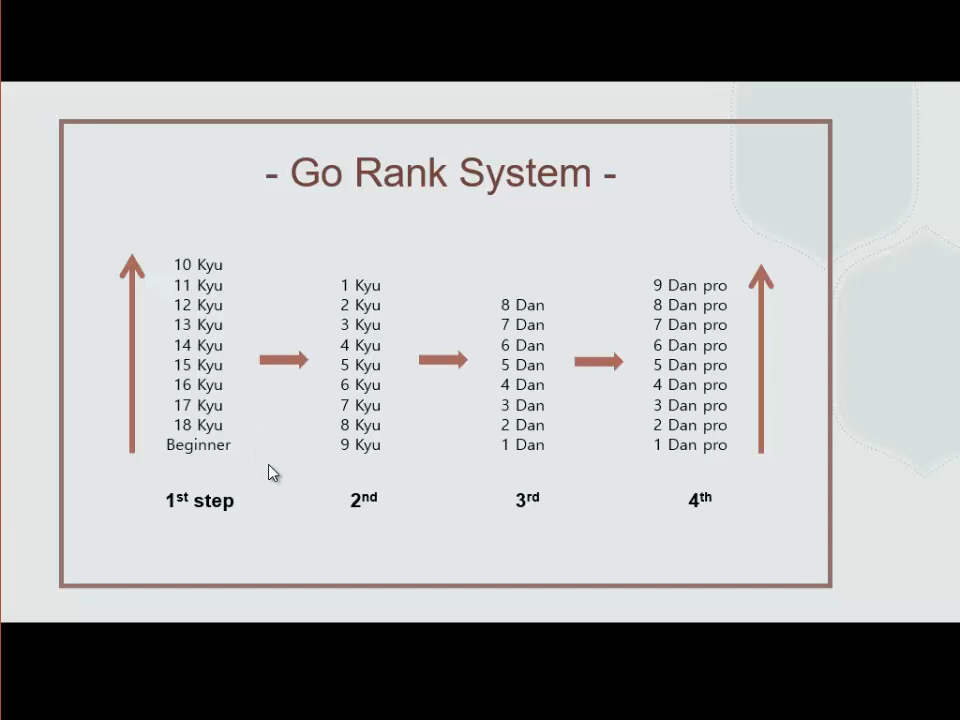 - Go Rank System -
10 Kyu
11 Kyu
12 Kyu
13 Kyu
14 Kyu
15 Kyu
16 Kyu
17 Kyu
18 Kyu
Beginner
1st step
1 Kyu
2 Kyu
3 Kyu
4 Kyu
5 Kyu
6 Kyu
7 Kyu
8 Kyu
9 Kyu
2nd
8 Dan
7 Dan
6 Dan
5 Dan
4 Dan
3 Dan
2 Dan
1 Dan
3rd
9 Dan pro
8 Dan pro
7 Dan pro
6 Dan pro
5 Dan pro
4 Dan pro
3 Dan pro
2 Dan pro
1 Dan pro
4th